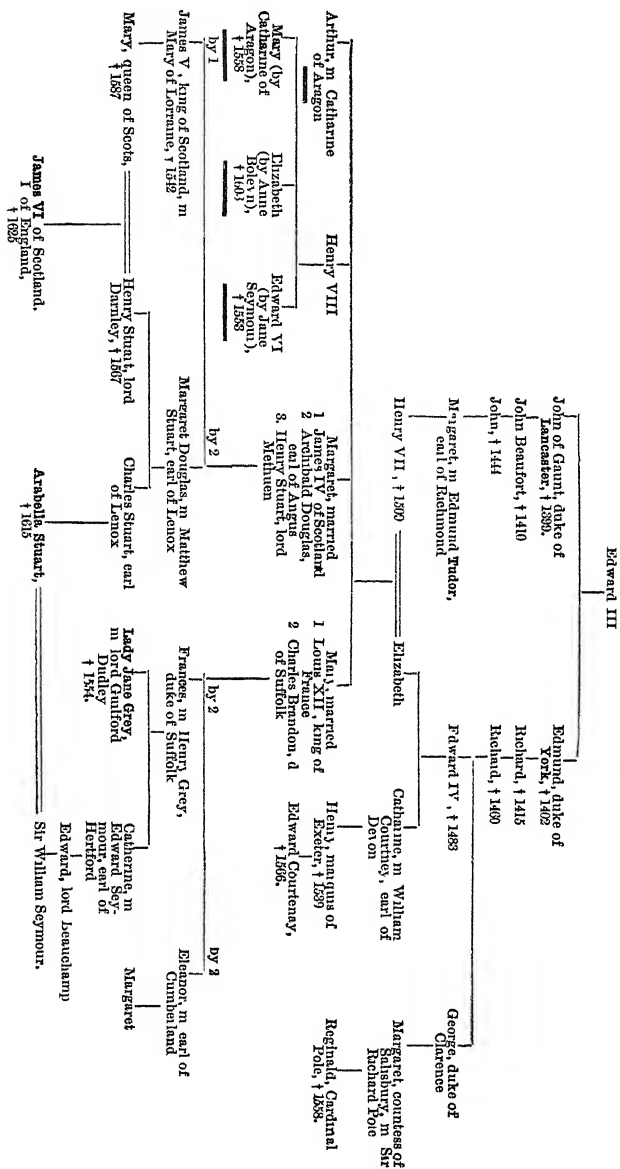 Edward III
John of Gaunt, duke of
Lancaster, † 1399.
Edmund, duke of
York, † 1402
John Beaufort, † 1410
Richard, † 1415
John, † 1444
Richard, † 1460
Margaret, m Edmund Tudor,
earl of Richmond
Edward IV, † 1483
George, duke of
Clarence
Henry VII, † 1509
Elizabeth
Catharine, m William
Courtney, earl of
Devon
Margaret, countess of
Salisbury, m Sir
Richard Pole
Arthur, m Catharine
of Aragon
Henry VIII
Margaret, married
1 James IV of Scotland
2 Archibald Douglas,
earl of Angus
3. Henry Stuart, lord
Methuen
Mary, married
1 Louis XII, king of
France
2 Charles Brandon, d
of Suffolk
Henry, marquis of
Exeter, † 1539
Edward Courtenay,
† 1566.
Reginald, Cardinal
Pole, † 1558.
Mary (by
Catharine of
Aragon),
† 1558
Elizabeth
(by Anne
Boleyn),
† 1603
Edward VI
(by Jane
Seymour),
† 1553
by 1
by 2
by 2
by 2
James V, king of Scotland, m
Mary of Lorraine, † 1542
Margaret Douglas, m Matthew
Stuart, earl of Lenox
Frances, m Henry Grey,
duke of Suffolk
Eleanor, m earl of
Cumberland
Mary, queen of Scots,
† 1587
Henry Stuart, lord
Darnley, † 1567
Charles Stuart, earl
of Lenox
Lady Jane Grey,
m lord Guilford
Dudley
† 1554.
Catherine, m
Edward Sey-
mour, earl of
Hertford
Margaret
Edward, lord Beauchamp
James VI of Scotland.
I of England,
† 1625
Arabella Stuart,
† 1615
Sir William Seymour.